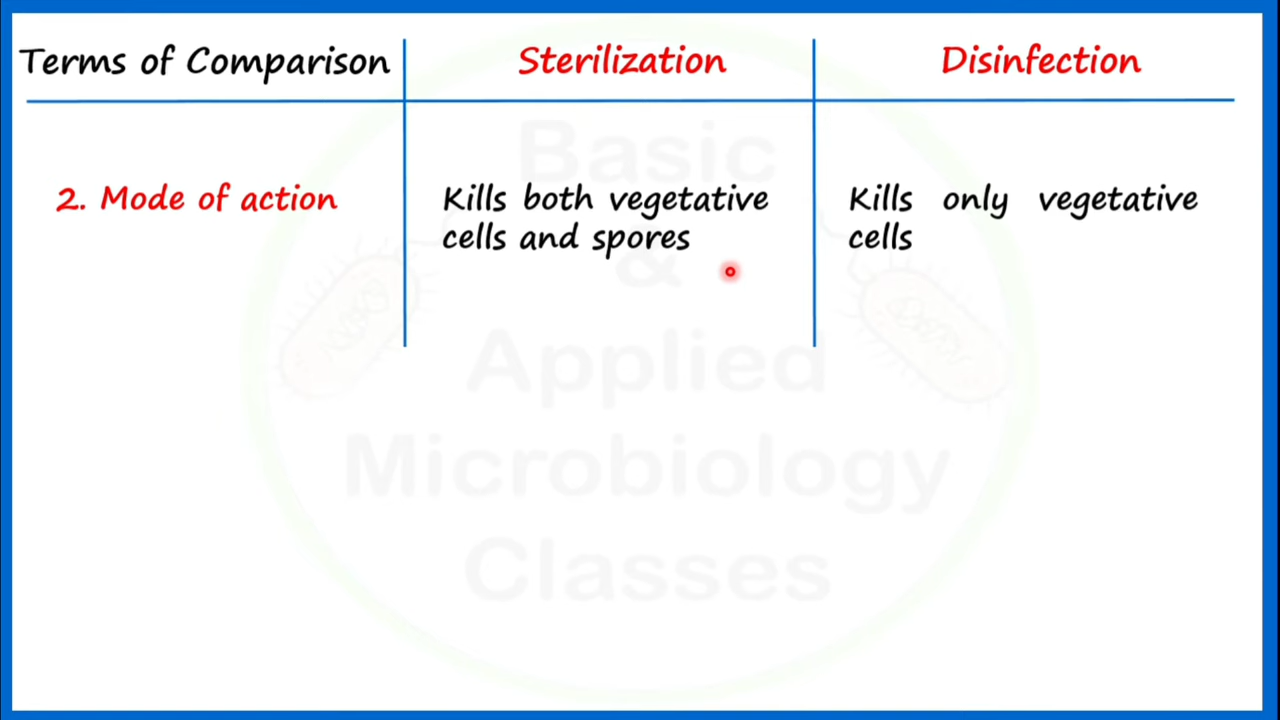 Terms of Comparison
Sterilization
Disinfection
2. Mode of action
Kills both vegetative
cells and spores
Kills only vegetative
cells
Basic
&
Applied
Microbiology
Classes